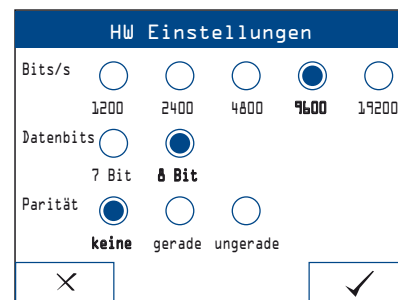 HW Einstellungen
Bits/s
1200 2400 4800 9600 19200
Datenbits
7 Bit 8 Bit
Parität
keine gerade ungerade